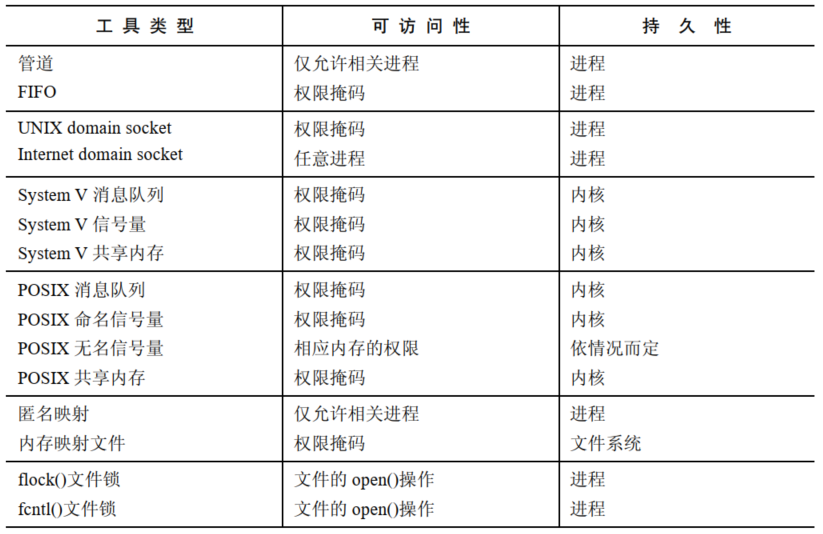 工具类型 可访问性 持久性
管道 仅允许相关进程 进程
FIFO 权限掩码 进程
UNIX domain socket 权限掩码 进程
Internet domain socket 任意进程 进程
System V 消息队列 权限掩码 内核
System V 信号量 权限掩码 内核
System V 共享内存 权限掩码 内核
POSIX 消息队列 权限掩码 内核
POSIX 命名信号量 权限掩码 内核
POSIX 无名信号量 相应内存的权限 依情况而定
POSIX 共享内存 权限掩码 内核
匿名映射 仅允许相关进程 进程
内存映射文件 权限掩码 文件系统
flock()文件锁 文件的 open()操作 进程
fcntl()文件锁 文件的 open()操作 进程